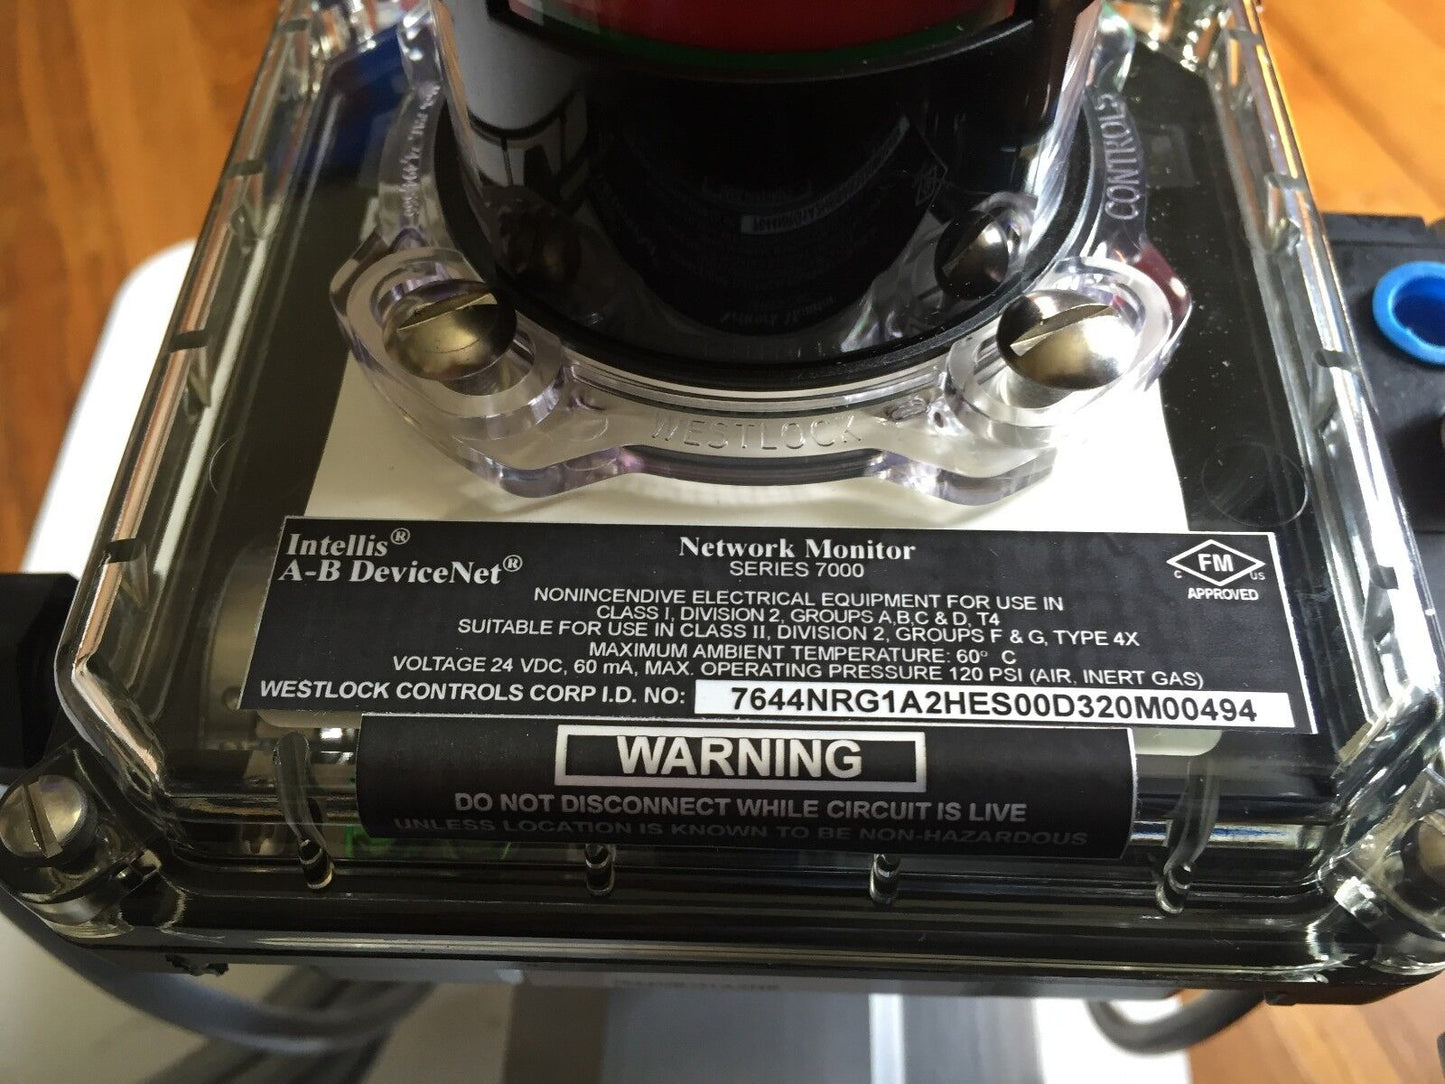 CONTROLS
WESTLOCK
Intellis®
A-B DeviceNet®
Network Monitor
SERIES 7000
C FM US
APPROVED
NONINCENDIVE ELECTRICAL EQUIPMENT FOR USE IN
CLASS I, DIVISION 2, GROUPS A,B,C & D, T4
SUITABLE FOR USE IN CLASS II, DIVISION 2, GROUPS F & G, TYPE 4X
MAXIMUM AMBIENT TEMPERATURE: 60° C
VOLTAGE 24 VDC, 60 mA, MAX. OPERATING PRESSURE 120 PSI (AIR, INERT GAS)
WESTLOCK CONTROLS CORP I.D. NO: 7644NRG1A2HES00D320M00494
WARNING
DO NOT DISCONNECT WHILE CIRCUIT IS LIVE
UNLESS LOCATION IS KNOWN TO BE NON-HAZARDOUS